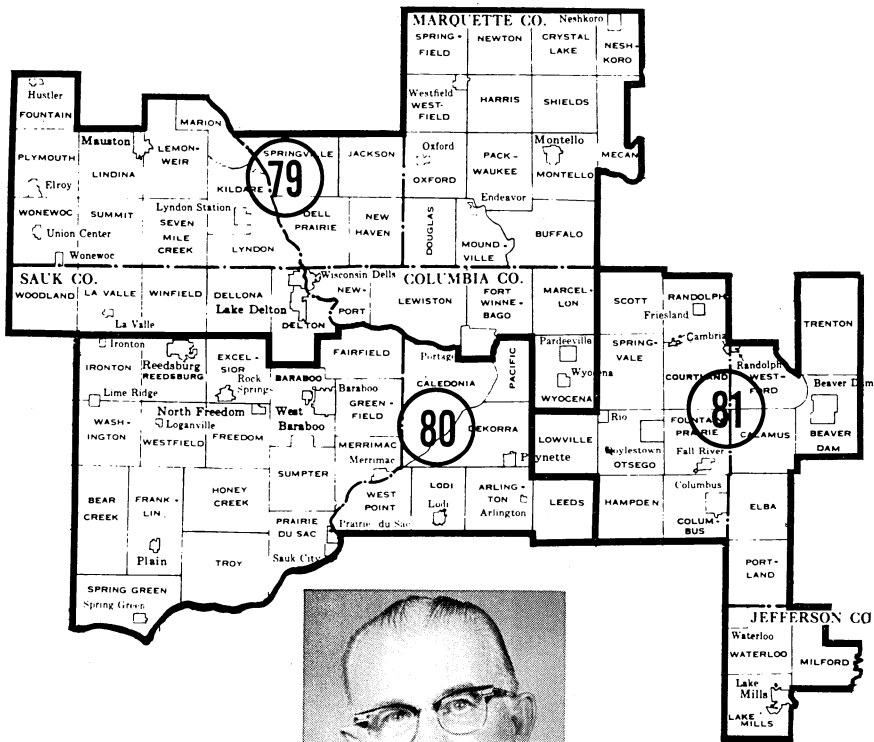 MARQUETTE CO.
Neshkoro
SPRING-
FIELD
NEWTON
CRYSTAL
LAKE
NESH-
KORO
Hustler
FOUNTAIN
MARION
Westfield
WEST-
FIELD
HARRIS
SHIELDS
Mauston
LEMON-
WEIR
PLYMOUTH
LINDINA
SPRINGVILLE
JACKSON
Oxford
OXFORD
PACK-
WAUKEE
Montello
MONTELLO
MECAN
79
Elroy
KILDARE
WONEWOC
SUMMIT
Lyndon Station
SEVEN
MILE
CREEK
DELL
PRAIRIE
NEW
HAVEN
DOUGLAS
Endeavor
MOUND-
VILLE
BUFFALO
Union Center
LYNDON
Wonewoc
SAUK CO.
WOODLAND
LA VALLE
WINFIELD
DELLONA
Wisconsin Dells
NEW-
PORT
COLUMBIA CO.
LEWISTON
FORT
WINNE-
BAGO
MARCEL-
LON
SCOTT
RANDOLPH
Friesland
TRENTON
La Valle
Lake Delton
DELTON
Ironton
IRONTON
Reedsburg
REEDSBURG
EXCEL-
SIOR
FAIRFIELD
Portage
PACIFIC
Pardeeville
SPRING-
VALE
Cambria
Rock
Springs
BARABOO
Baraboo
CALEDONIA
Wyocena
WYOCENA
COURTLAND
Randolph
WEST-
FORD
Beaver Dam
Lime Ridge
North Freedom
West
Baraboo
GREEN-
FIELD
80
81
Loganville
WASH-
INGTON
WESTFIELD
FREEDOM
DEKORRA
LOWVILLE
Rio
FOUNTAIN
PRAIRIE
CALAMUS
BEAVER
DAM
MERRIMAC
Merrimac
Poynette
Doylestown
OTSEGO
Fall River
SUMPTER
BEAR
CREEK
FRANK-
LIN
HONEY
CREEK
WEST
POINT
LODI
Lodi
ARLING-
TON
Arlington
LEEDS
HAMPDEN
Columbus
COLUM-
BUS
ELBA
PRAIRIE
DU SAC
Prairie du Sac
Plain
TROY
Sauk City
PORT-
LAND
SPRING GREEN
Spring Green
JEFFERSON CO
Waterloo
WATERLOO
MILFORD
Lake
Mills
LAKE
MILLS